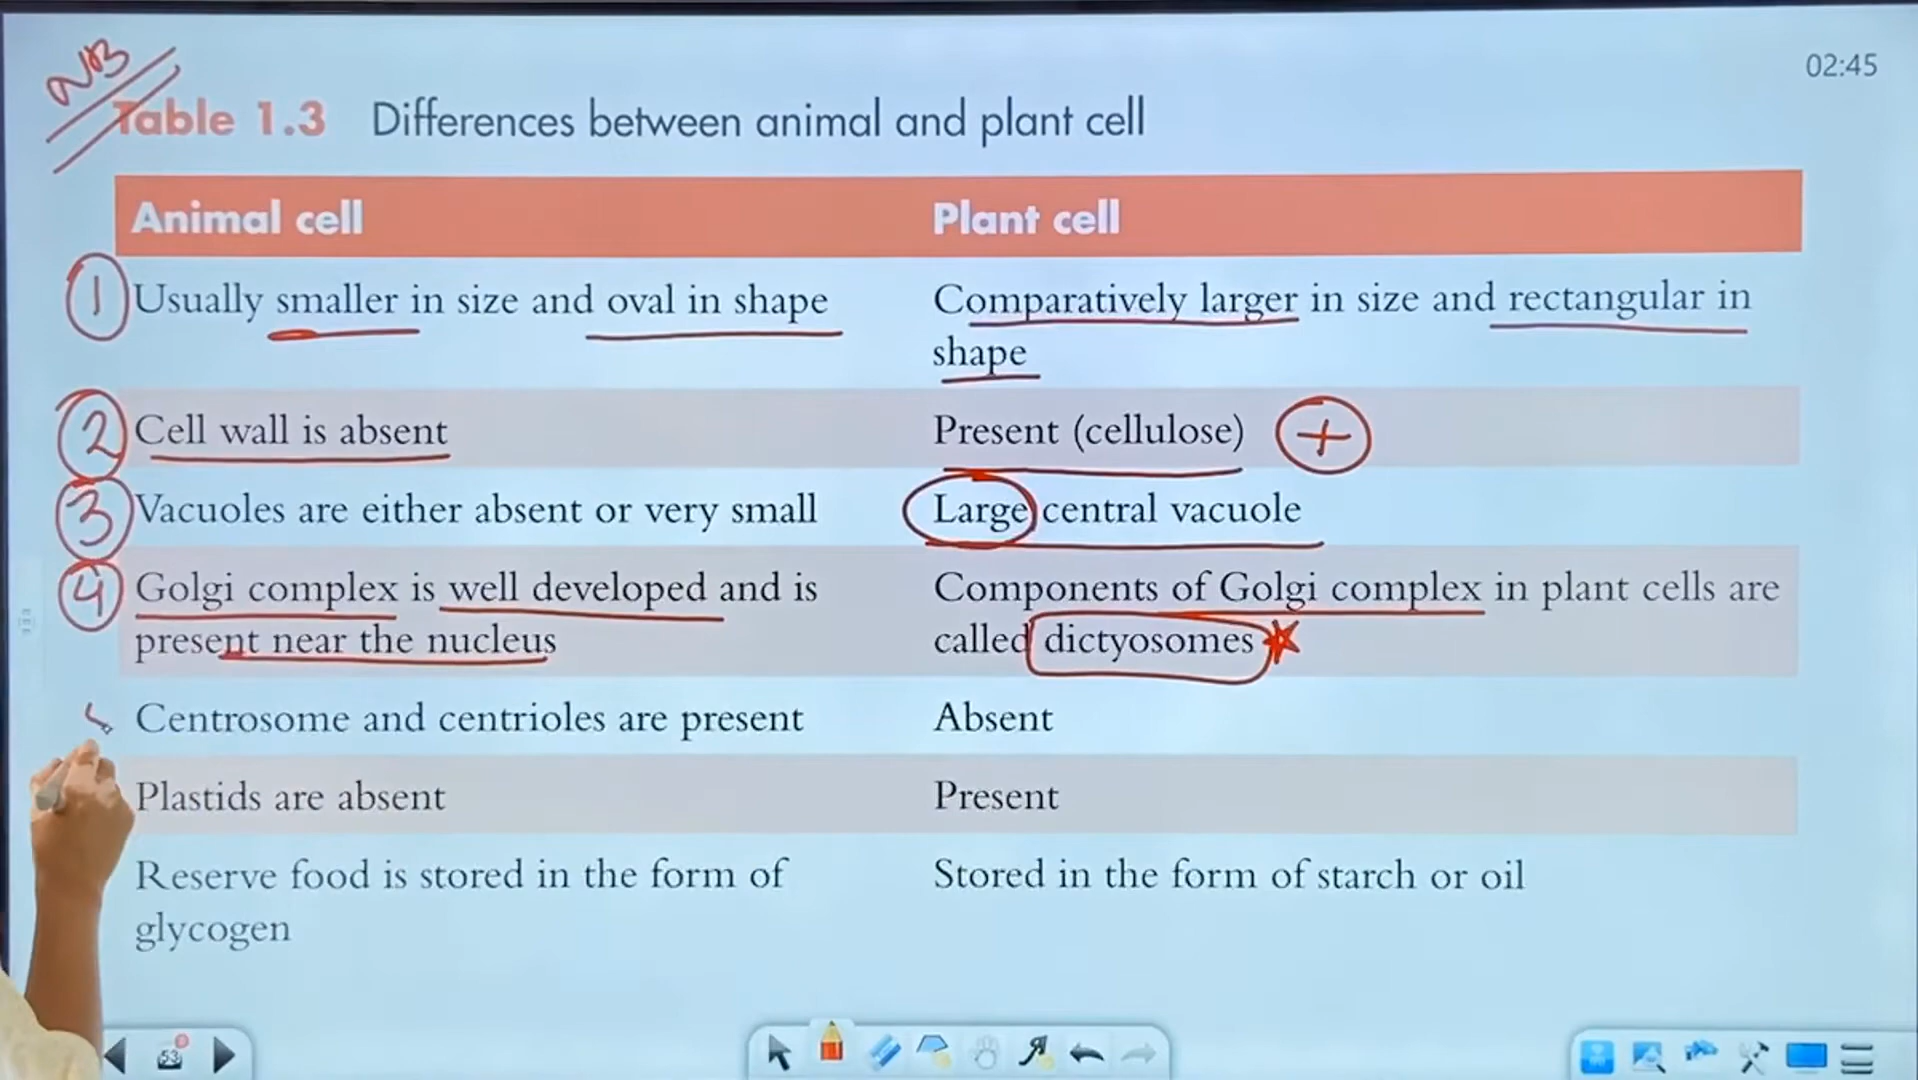 NB
02:45
Table 1.3 Differences between animal and plant cell
Animal cell Plant cell
1 Usually smaller in size and oval in shape
Comparatively larger in size and rectangular in
shape
2 Cell wall is absent
Present (cellulose) +
3 Vacuoles are either absent or very small
Large central vacuole
4 Golgi complex is well developed and is
present near the nucleus
Components of Golgi complex in plant cells are
called dictyosomes
Centrosome and centrioles are present
Absent
Plastids are absent
Present
Reserve food is stored in the form of
glycogen
Stored in the form of starch or oil
53